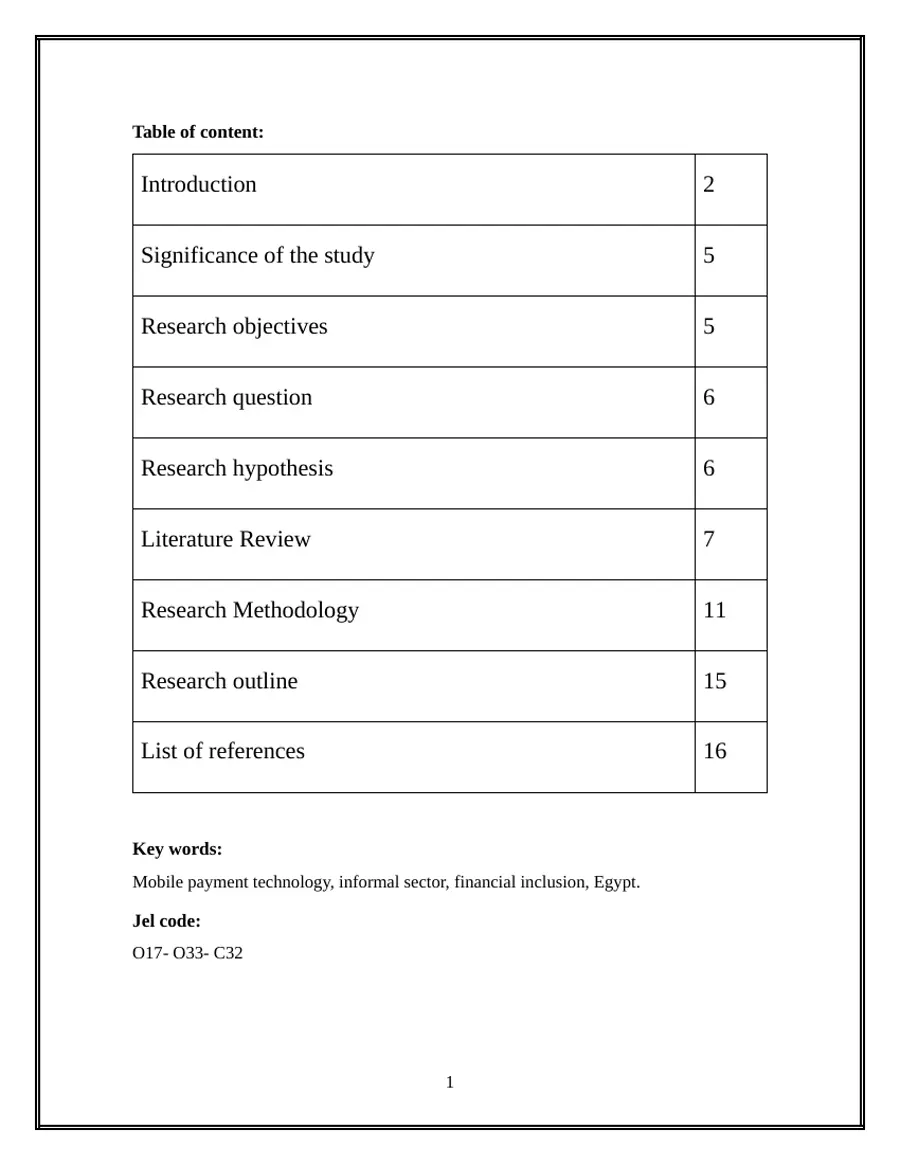 Table of content:
Introduction 2
Significance of the study 5
Research objectives 5
Research question 6
Research hypothesis 6
Literature Review 7
Research Methodology 11
Research outline 15
List of references 16
Key words:
Mobile payment technology, informal sector, financial inclusion, Egypt.
Jel code:
O17- O33- C32
1